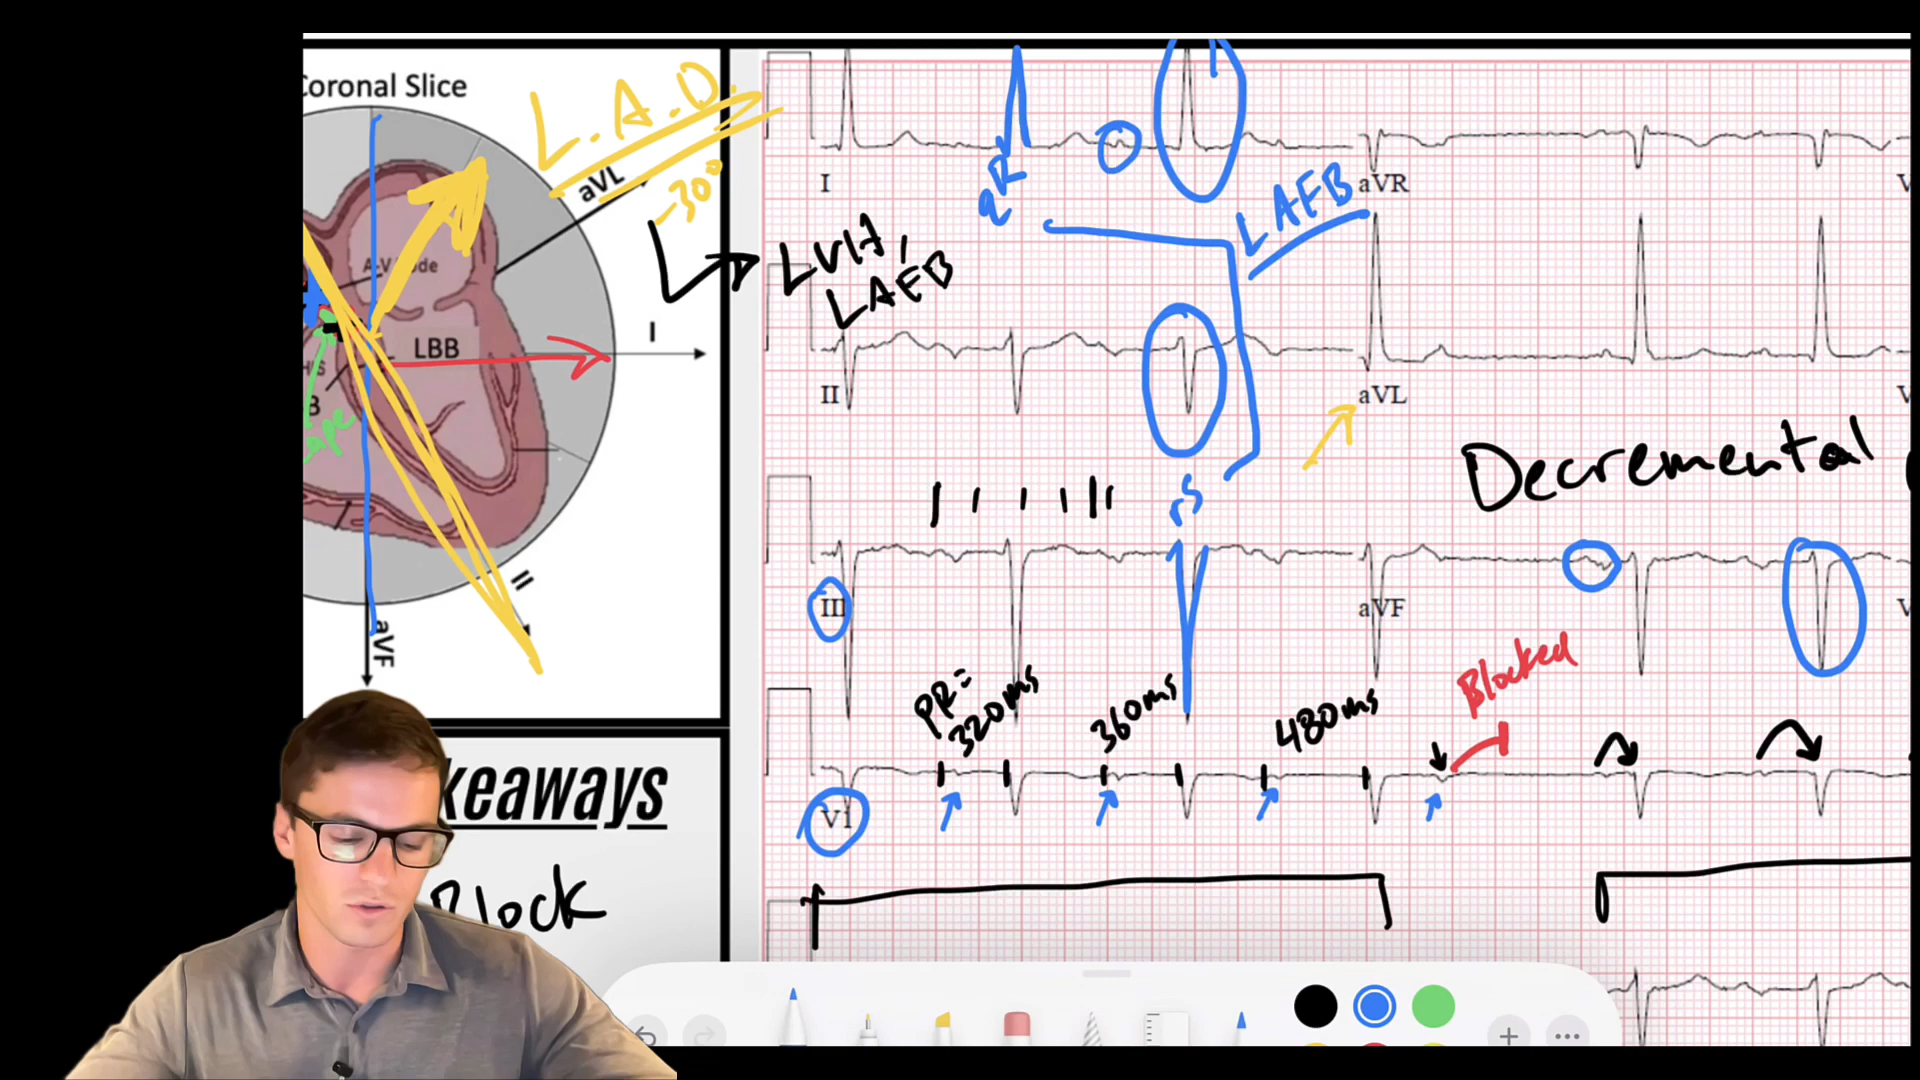 Coronal Slice
L.A.D.
aVL
-30°
LVH,
LAFB
A-V Node
LBB
I
II
aVF
keaways
Block
I
qR
LAFB
aVR
II
aVL
Decremental
rS
III
aVF
PR=
320ms
360ms
480ms
Blocked
V1